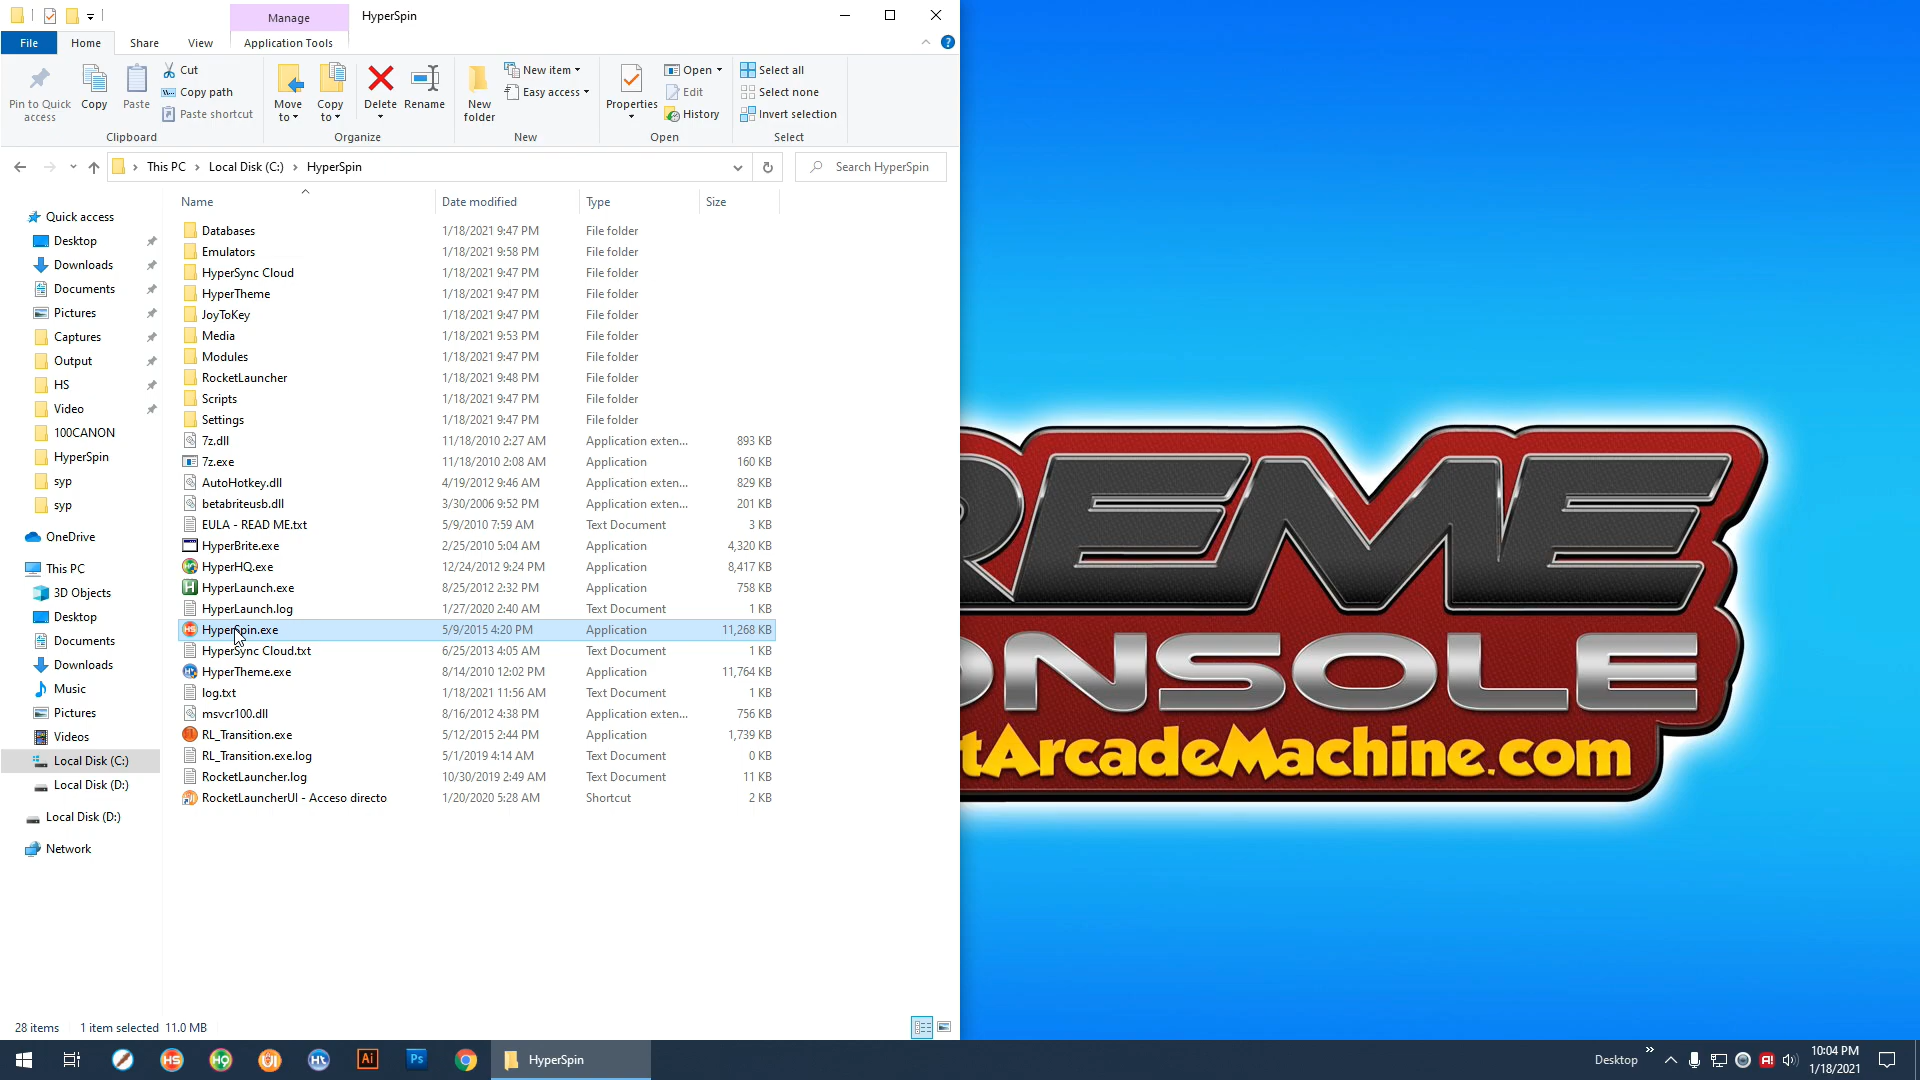 Manage
HyperSpin
File
Home
Share
View
Application Tools
Pin to Quick access
Copy
Paste
Cut
Copy path
Paste shortcut
Clipboard
Move to
Copy to
Delete
Rename
Organize
New folder
New item
Easy access
New
Properties
Open
Edit
History
Open
Select all
Select none
Invert selection
Select
This PC > Local Disk (C:) > HyperSpin
Search HyperSpin
Quick access
Desktop
Downloads
Documents
Pictures
Captures
Output
HS
Video
100CANON
HyperSpin
syp
syp
OneDrive
This PC
3D Objects
Desktop
Documents
Downloads
Music
Pictures
Videos
Local Disk (C:)
Local Disk (D:)
Local Disk (D:)
Network
Name Date modified Type Size
Databases 1/18/2021 9:47 PM File folder
Emulators 1/18/2021 9:58 PM File folder
HyperSync Cloud 1/18/2021 9:47 PM File folder
HyperTheme 1/18/2021 9:47 PM File folder
JoyToKey 1/18/2021 9:47 PM File folder
Media 1/18/2021 9:53 PM File folder
Modules 1/18/2021 9:47 PM File folder
RocketLauncher 1/18/2021 9:48 PM File folder
Scripts 1/18/2021 9:47 PM File folder
Settings 1/18/2021 9:47 PM File folder
7z.dll 11/18/2010 2:27 AM Application exten... 893 KB
7z.exe 11/18/2010 2:08 AM Application 160 KB
AutoHotkey.dll 4/19/2012 9:46 AM Application exten... 829 KB
betabriteusb.dll 3/30/2006 9:52 PM Application exten... 201 KB
EULA - READ ME.txt 5/9/2010 7:59 AM Text Document 3 KB
HyperBrite.exe 2/25/2010 5:04 AM Application 4,320 KB
HyperHQ.exe 12/24/2012 9:24 PM Application 8,417 KB
HyperLaunch.exe 8/25/2012 2:32 PM Application 758 KB
HyperLaunch.log 1/27/2020 2:40 AM Text Document 1 KB
HyperSpin.exe 5/9/2015 4:20 PM Application 11,268 KB
HyperSync Cloud.txt 6/25/2013 4:05 AM Text Document 1 KB
HyperTheme.exe 8/14/2010 12:02 PM Application 11,764 KB
log.txt 1/18/2021 11:56 AM Text Document 1 KB
msvcr100.dll 8/16/2012 4:38 PM Application exten... 756 KB
RL_Transition.exe 5/12/2015 2:44 PM Application 1,739 KB
RL_Transition.exe.log 5/1/2019 4:14 AM Text Document 0 KB
RocketLauncher.log 10/30/2019 2:49 AM Text Document 11 KB
RocketLauncherUI - Acceso directo 1/20/2020 5:28 AM Shortcut 2 KB
28 items 1 item selected 11.0 MB
REME
ONSOLE
tArcadeMachine.com
HS
HQ
Ht
Ai
Ps
HyperSpin
Desktop
10:04 PM
1/18/2021